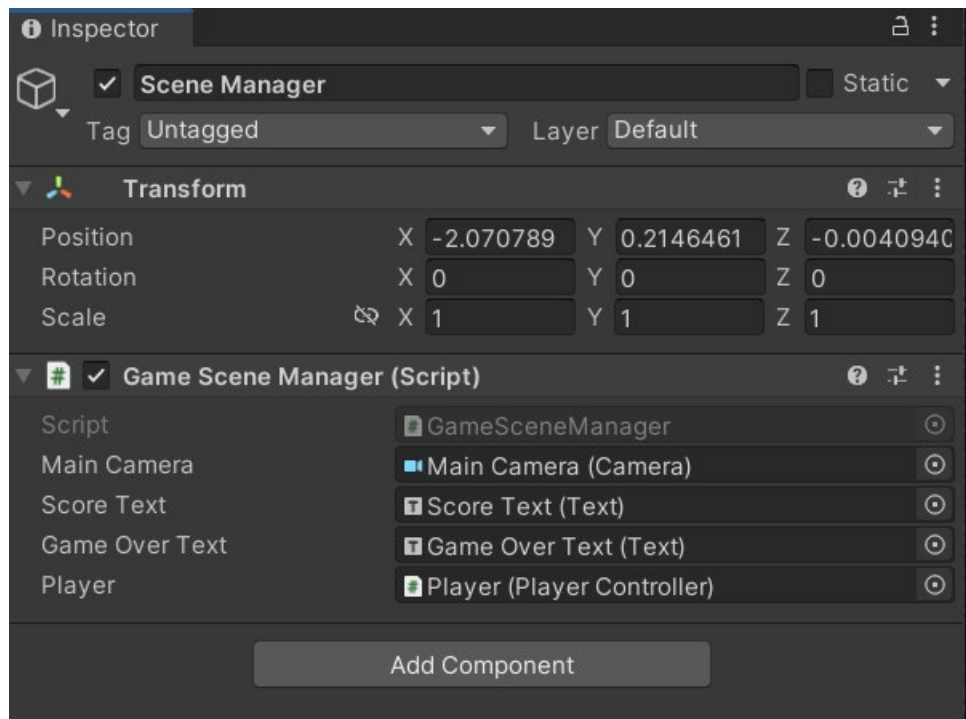 Inspector
Scene Manager Static
Tag Untagged Layer Default
Transform
Position X -2.070789 Y 0.2146461 Z -0.0040940
Rotation X 0 Y 0 Z 0
Scale X 1 Y 1 Z 1
# Game Scene Manager (Script)
Script # GameSceneManager
Main Camera Main Camera (Camera)
Score Text T Score Text (Text)
Game Over Text T Game Over Text (Text)
Player # Player (Player Controller)
Add Component